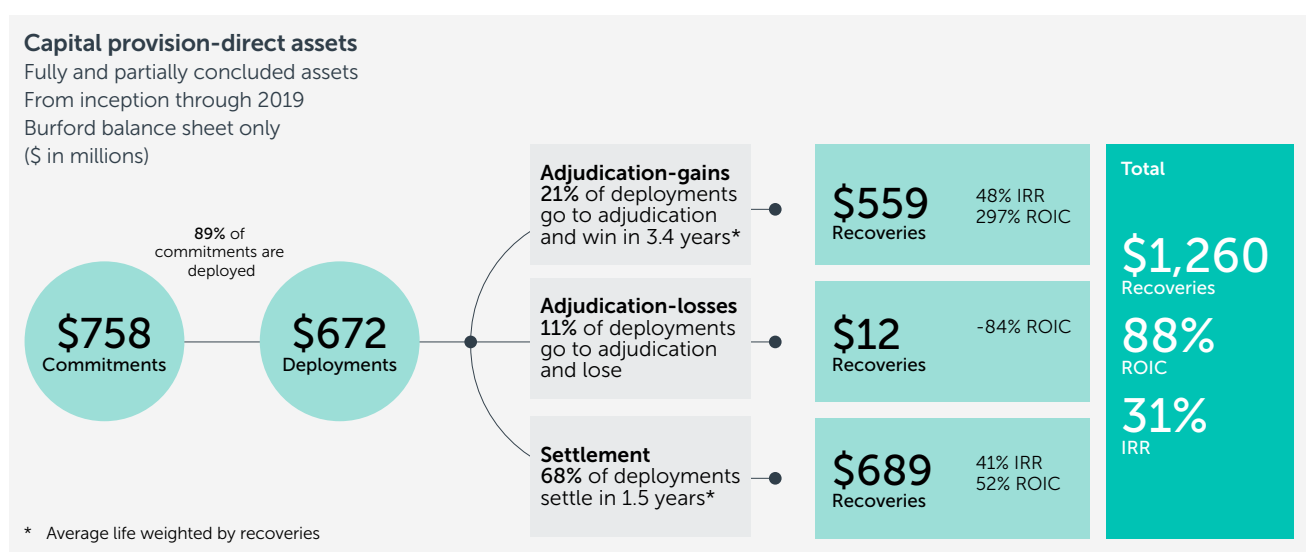 Capital provision-direct assets
Fully and partially concluded assets
From inception through 2019
Burford balance sheet only
($ in millions)
89% of
commitments are
deployed
$758
Commitments
$672
Deployments
Adjudication-gains
21% of deployments
go to adjudication
and win in 3.4 years*
$559
Recoveries
48% IRR
297% ROIC
Adjudication-losses
11% of deployments
go to adjudication
and lose
$12
Recoveries
-84% ROIC
Settlement
68% of deployments
settle in 1.5 years*
$689
Recoveries
41% IRR
52% ROIC
Total
$1,260
Recoveries
88%
ROIC
31%
IRR
* Average life weighted by recoveries